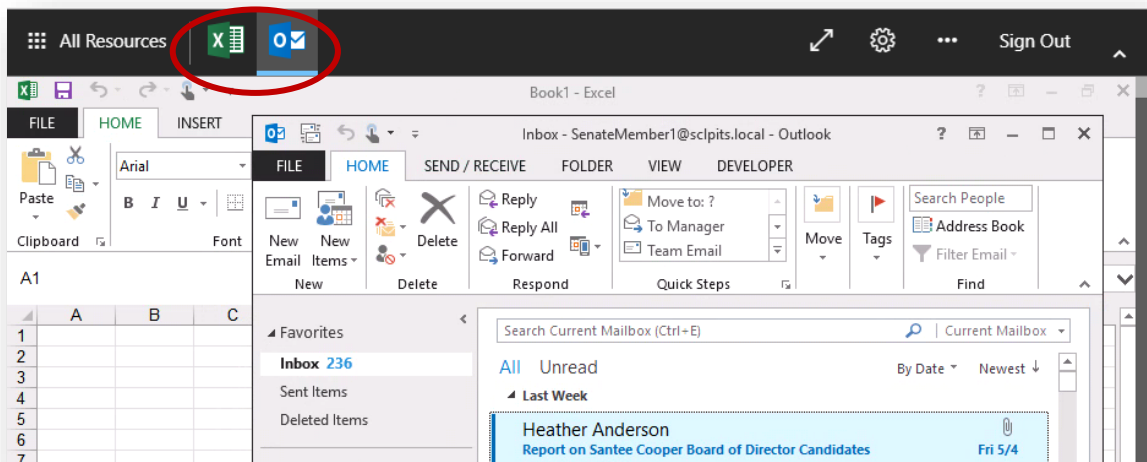 All Resources
Sign Out
Book1 - Excel
?
FILE HOME INSERT
Inbox - SenateMember1@sclpits.local - Outlook
?
FILE HOME SEND / RECEIVE FOLDER VIEW DEVELOPER
Arial
Paste
B I U
Clipboard Font
New Email
New Items
Delete
Reply
Reply All
Forward
Move to: ?
To Manager
Team Email
Move
Tags
Search People
Address Book
Filter Email
New Delete Respond Quick Steps Find
A1
A B C
1
2
3
4
5
6
7
Favorites
Inbox 236
Sent Items
Deleted Items
Search Current Mailbox (Ctrl+E) Current Mailbox
All Unread By Date Newest ↓
Last Week
Heather Anderson
Report on Santee Cooper Board of Director Candidates Fri 5/4